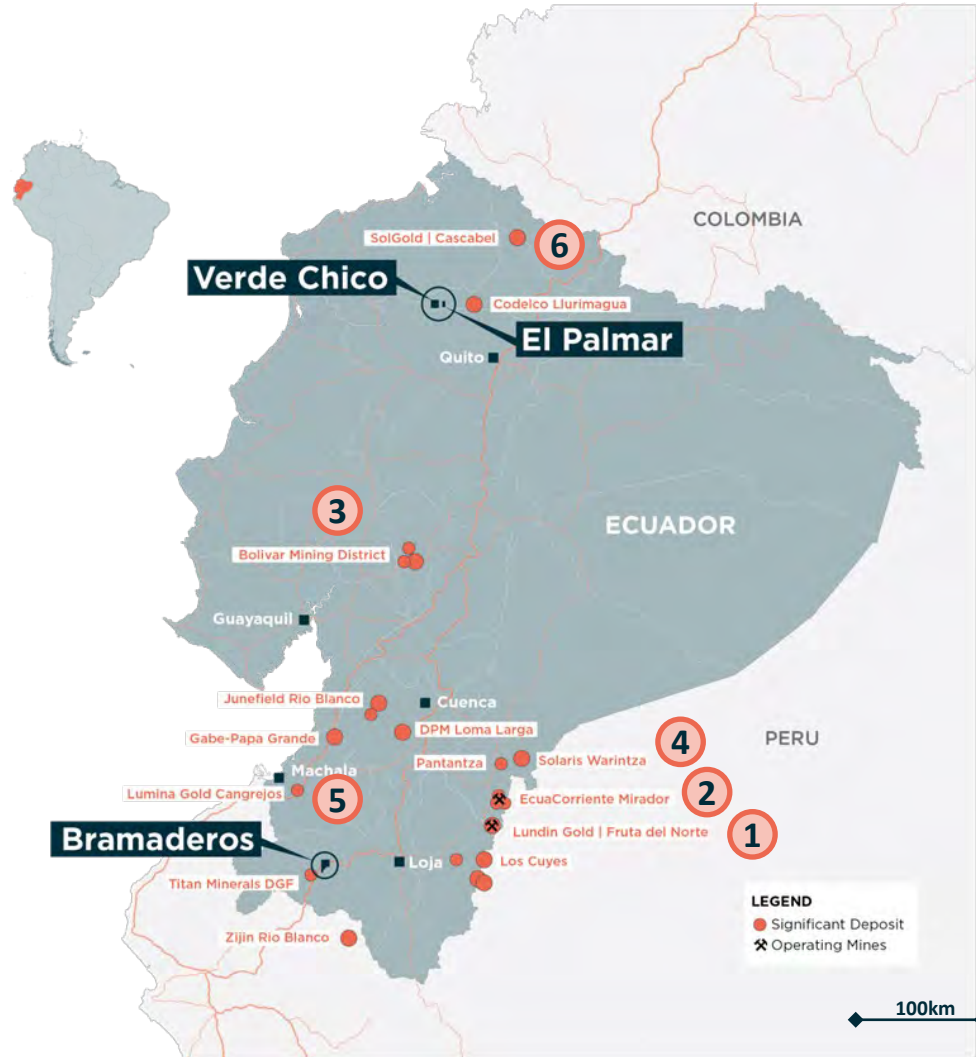 COLOMBIA
SolGold | Cascabel
6
Verde Chico
Codelco Llurimagua
El Palmar
Quito
3
ECUADOR
Bolivar Mining District
Guayaquil
Junefield Rio Blanco
Cuenca
DPM Loma Larga
Gabe-Papa Grande
4
PERU
Pantantza
Solaris Warintza
Machala
Lumina Gold Cangrejos
5
EcuaCorriente Mirador
2
Lundin Gold | Fruta del Norte
1
Bramaderos
Loja
Los Cuyes
Titan Minerals DGF
Zijin Rio Blanco
LEGEND
Significant Deposit
Operating Mines
100km